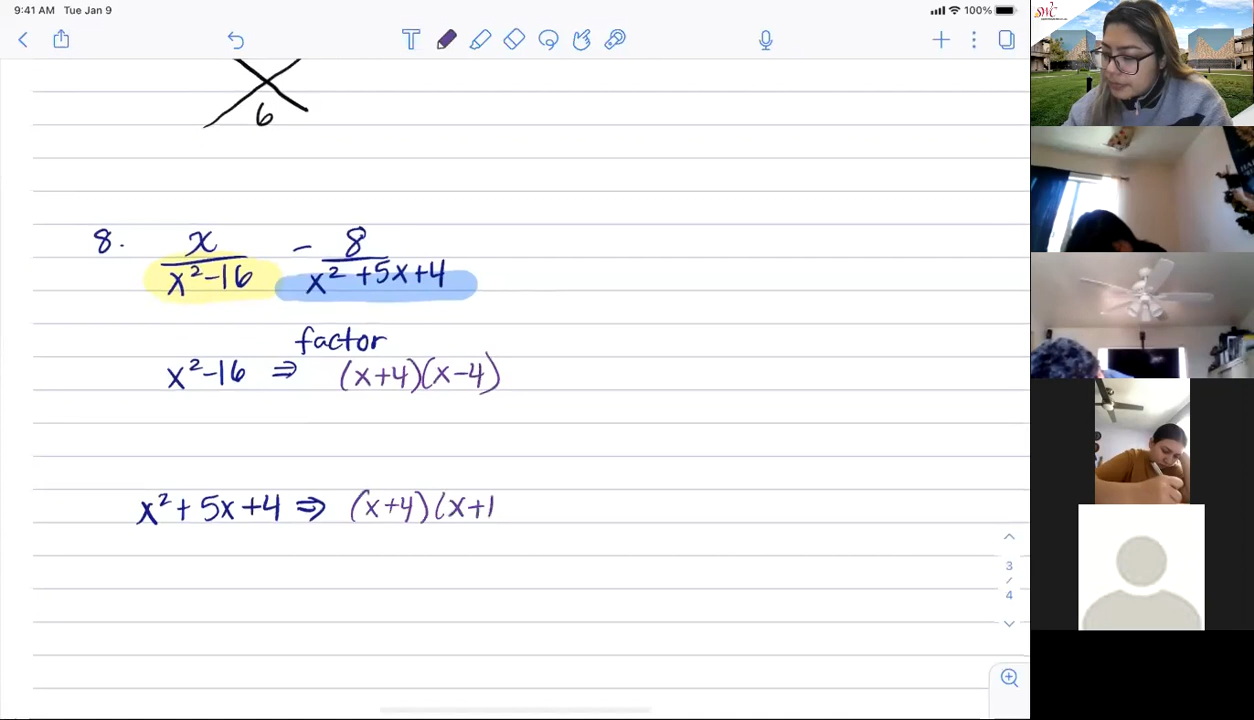 9:41 AM Tue Jan 9
100%
T
6
8. x/(x²-16) - 8/(x²+5x+4)
factor
x²-16 ⇒ (x+4)(x-4)
x²+5x+4 ⇒ (x+4)(x+1
3
/
4
SWC